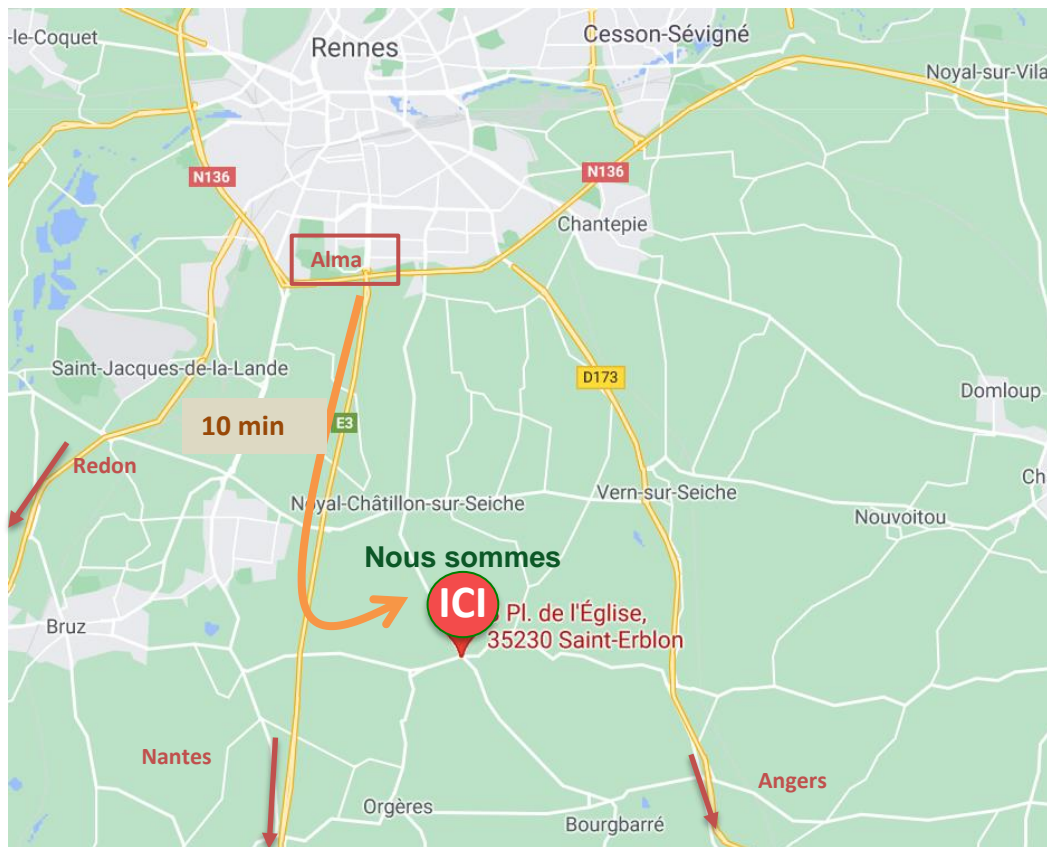 -le-Coquet
Rennes
Cesson-Sévigné
Noyal-sur-Vila
N136
N136
Chantepie
Alma
Saint-Jacques-de-la-Lande
D173
Domloup
10 min
E3
Redon
Ch
Noyal-Châtillon-sur-Seiche
Vern-sur-Seiche
Nouvoitou
Nous sommes
ICI
Pl. de l'Église,
35230 Saint-Erblon
Bruz
Nantes
Angers
Orgères
Bourgbarré